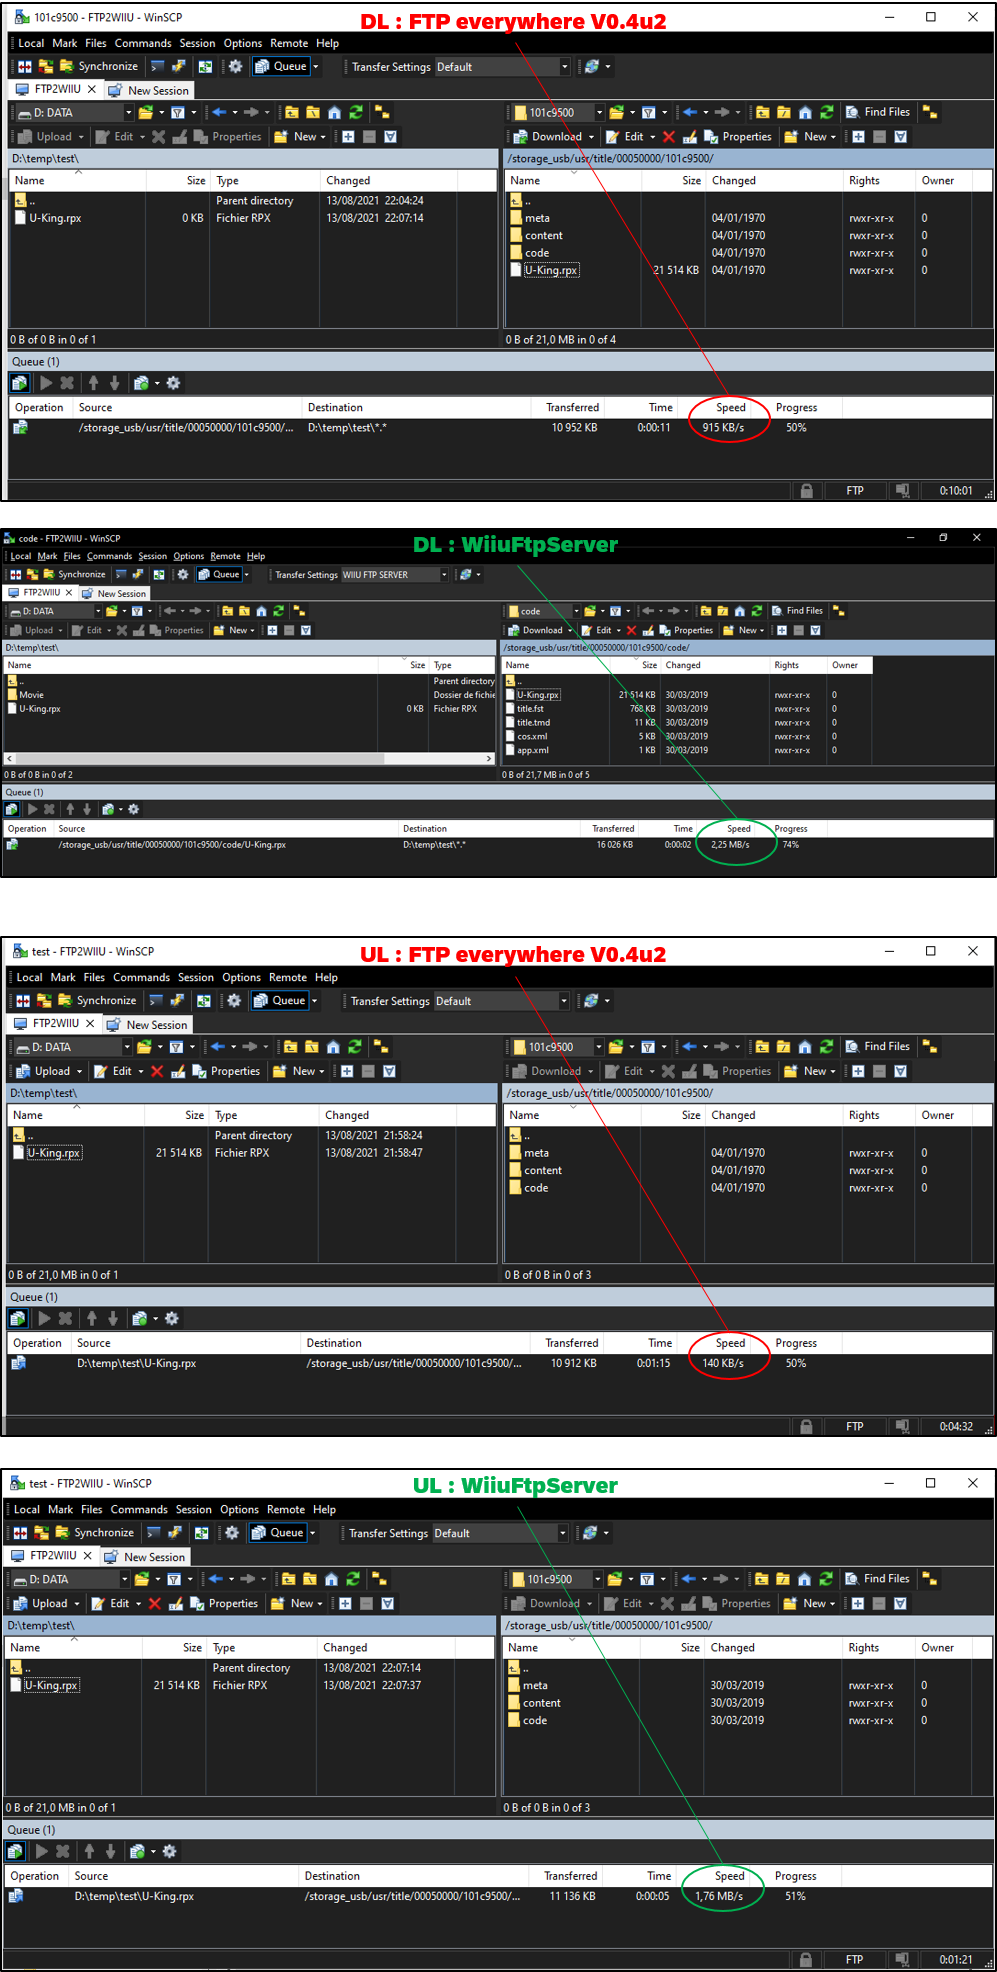 101c9500 - FTP2WIIU - WinSCP
DL : FTP everywhere V0.4u2
Local Mark Files Commands Session Options Remote Help
Synchronize Queue Transfer Settings Default
FTP2WIIU X New Session
D: DATA 101c9500 Find Files
Upload Edit Properties New Download Edit Properties New
D:\temp\test\ /storage_usb/usr/title/00050000/101c9500/
Name Size Type Changed Name Size Changed Rights Owner
.. Parent directory 13/08/2021 22:04:24 ..
U-King.rpx 0 KB Fichier RPX 13/08/2021 22:07:14 meta 04/01/1970 rwxr-xr-x 0
content 04/01/1970 rwxr-xr-x 0
code 04/01/1970 rwxr-xr-x 0
U-King.rpx 21 514 KB 04/01/1970 rwxr-xr-x 0
0 B of 0 B in 0 of 1 0 B of 21,0 MB in 0 of 4
Queue (1)
Operation Source Destination Transferred Time Speed Progress
/storage_usb/usr/title/00050000/101c9500/... D:\temp\test\*.* 10 952 KB 0:00:11 915 KB/s 50%
FTP 0:10:01
code - FTP2WIIU - WinSCP
DL : WiiuFtpServer
Local Mark Files Commands Session Options Remote Help
Synchronize Queue Transfer Settings WIIU FTP SERVER
FTP2WIIU X New Session
D: DATA code Find Files
Upload Edit Properties New Download Edit Properties New
D:\temp\test\ /storage_usb/usr/title/00050000/101c9500/code/
Name Size Type Name Size Changed Rights Owner
.. Parent directory ..
Movie Dossier de fichie U-King.rpx 21 514 KB 30/03/2019 rwxr-xr-x 0
U-King.rpx 0 KB Fichier RPX title.fst 768 KB 30/03/2019 rwxr-xr-x 0
title.tmd 11 KB 30/03/2019 rwxr-xr-x 0
cos.xml 5 KB 30/03/2019 rwxr-xr-x 0
app.xml 1 KB 30/03/2019 rwxr-xr-x 0
0 B of 0 B in 0 of 2 0 B of 21,7 MB in 0 of 5
Queue (1)
Operation Source Destination Transferred Time Speed Progress
/storage_usb/usr/title/00050000/101c9500/code/U-King.rpx D:\temp\test\*.* 16 026 KB 0:00:02 2,25 MB/s 74%
test - FTP2WIIU - WinSCP
UL : FTP everywhere V0.4u2
Local Mark Files Commands Session Options Remote Help
Synchronize Queue Transfer Settings Default
FTP2WIIU X New Session
D: DATA 101c9500 Find Files
Upload Edit Properties New Download Edit Properties New
D:\temp\test\ /storage_usb/usr/title/00050000/101c9500/
Name Size Type Changed Name Size Changed Rights Owner
.. Parent directory 13/08/2021 21:58:24 ..
U-King.rpx 21 514 KB Fichier RPX 13/08/2021 21:58:47 meta 04/01/1970 rwxr-xr-x 0
content 04/01/1970 rwxr-xr-x 0
code 04/01/1970 rwxr-xr-x 0
0 B of 21,0 MB in 0 of 1 0 B of 0 B in 0 of 3
Queue (1)
Operation Source Destination Transferred Time Speed Progress
D:\temp\test\U-King.rpx /storage_usb/usr/title/00050000/101c9500/... 10 912 KB 0:01:15 140 KB/s 50%
FTP 0:04:32
test - FTP2WIIU - WinSCP
UL : WiiuFtpServer
Local Mark Files Commands Session Options Remote Help
Synchronize Queue Transfer Settings Default
FTP2WIIU X New Session
D: DATA 101c9500 Find Files
Upload Edit Properties New Download Edit Properties New
D:\temp\test\ /storage_usb/usr/title/00050000/101c9500/
Name Size Type Changed Name Size Changed Rights Owner
.. Parent directory 13/08/2021 22:07:14 ..
U-King.rpx 21 514 KB Fichier RPX 13/08/2021 22:07:37 meta 30/03/2019 rwxr-xr-x 0
content 30/03/2019 rwxr-xr-x 0
code 30/03/2019 rwxr-xr-x 0
0 B of 21,0 MB in 0 of 1 0 B of 0 B in 0 of 3
Queue (1)
Operation Source Destination Transferred Time Speed Progress
D:\temp\test\U-King.rpx /storage_usb/usr/title/00050000/101c9500/... 11 136 KB 0:00:05 1,76 MB/s 51%
FTP 0:01:21